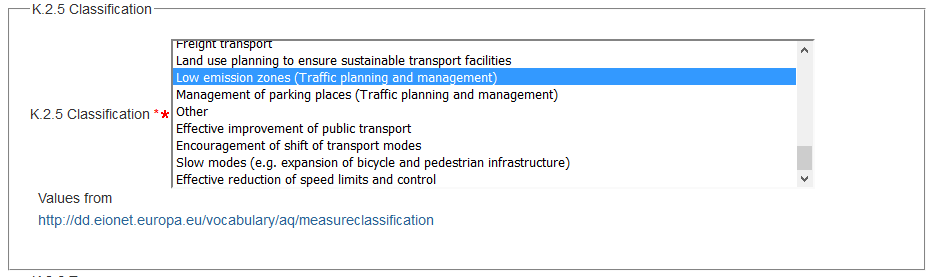 K.2.5 Classification
Freight transport
Land use planning to ensure sustainable transport facilities
Low emission zones (Traffic planning and management)
Management of parking places (Traffic planning and management)
K.2.5 Classification **
Other
Effective improvement of public transport
Encouragement of shift of transport modes
Slow modes (e.g. expansion of bicycle and pedestrian infrastructure)
Effective reduction of speed limits and control
Values from
http://dd.eionet.europa.eu/vocabulary/aq/measureclassification